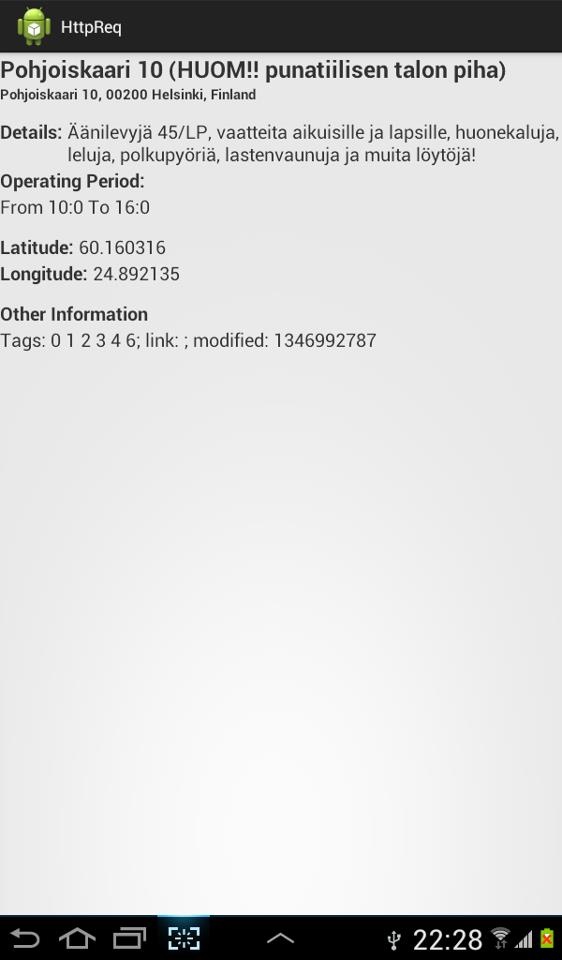 HttpReq
Pohjoiskaari 10 (HUOM!! punatiilisen talon piha)
Pohjoiskaari 10, 00200 Helsinki, Finland
Details: Äänilevyjä 45/LP, vaatteita aikuisille ja lapsille, huonekaluja,
leluja, polkupyöriä, lastenvaunuja ja muita löytöjä!
Operating Period:
From 10:0 To 16:0
Latitude: 60.160316
Longitude: 24.892135
Other Information
Tags: 0 1 2 3 4 6; link: ; modified: 1346992787
22:28